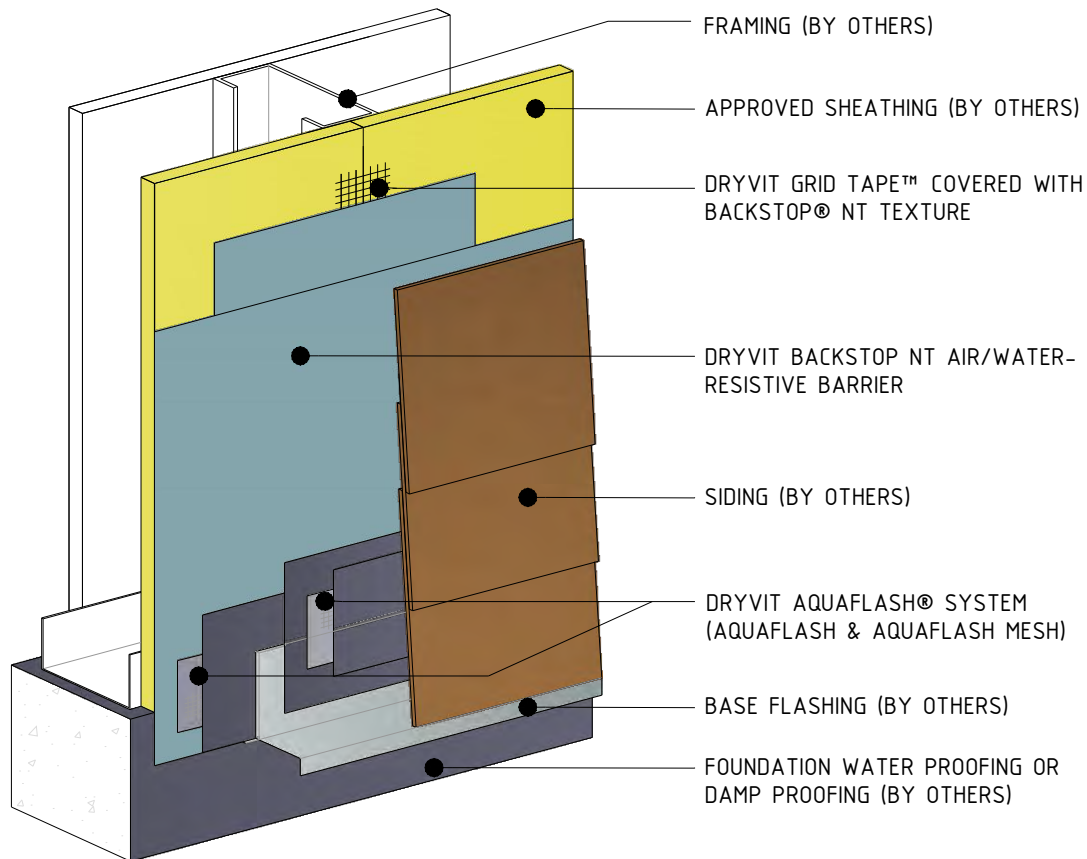 FRAMING (BY OTHERS)
APPROVED SHEATHING (BY OTHERS)
DRYVIT GRID TAPE™ COVERED WITH
BACKSTOP® NT TEXTURE
DRYVIT BACKSTOP NT AIR/WATER-
RESISTIVE BARRIER
SIDING (BY OTHERS)
DRYVIT AQUAFLASH® SYSTEM
(AQUAFLASH & AQUAFLASH MESH)
BASE FLASHING (BY OTHERS)
FOUNDATION WATER PROOFING OR
DAMP PROOFING (BY OTHERS)